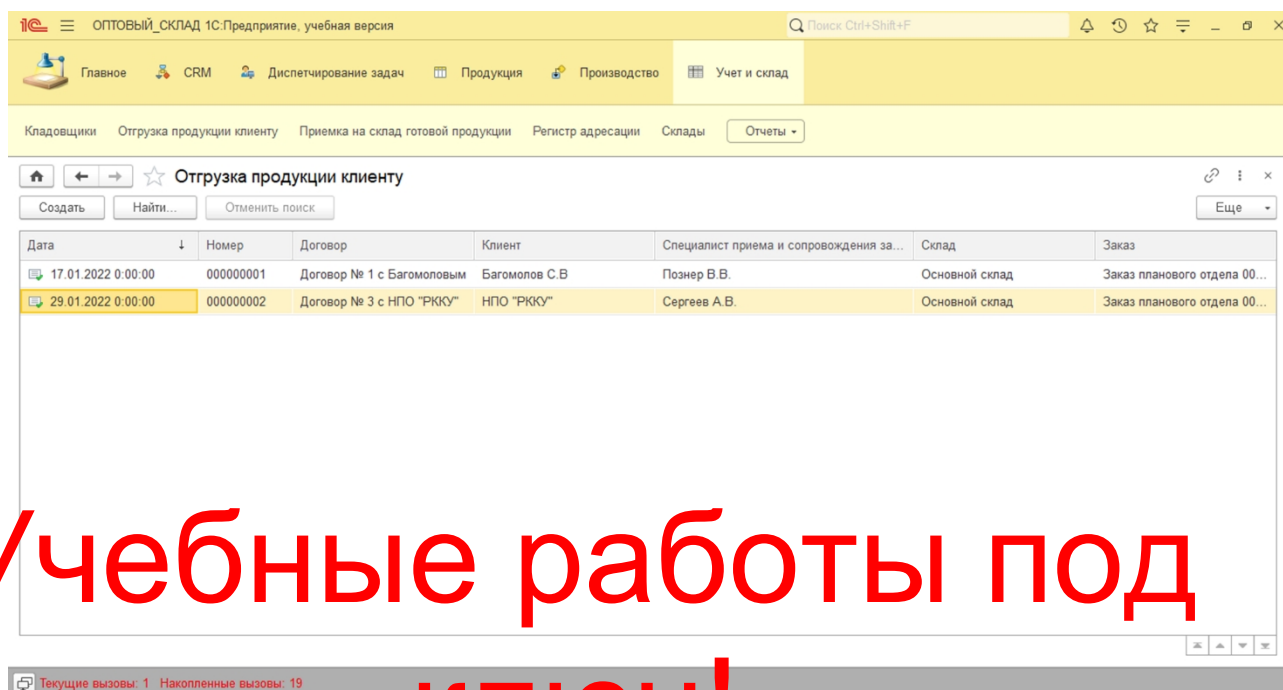 1С ОПТОВЫЙ_СКЛАД 1С:Предприятие, учебная версия Поиск Ctrl+Shift+F
Главное CRM Диспетчирование задач Продукция Производство Учет и склад
Кладовщики Отгрузка продукции клиенту Приемка на склад готовой продукции Регистр адресации Склады Отчеты
Отгрузка продукции клиенту
Создать Найти... Отменить поиск Еще
Дата ↓ Номер Договор Клиент Специалист приема и сопровождения за... Склад Заказ
17.01.2022 0:00:00 000000001 Договор № 1 с Багомоловым Багомолов С.В Познер В.В. Основной склад Заказ планового отдела 00...
29.01.2022 0:00:00 000000002 Договор № 3 с НПО "РККУ" НПО "РККУ" Сергеев А.В. Основной склад Заказ планового отдела 00...
Учебные работы под
ключ!
Текущие вызовы: 1 Накопленные вызовы: 19